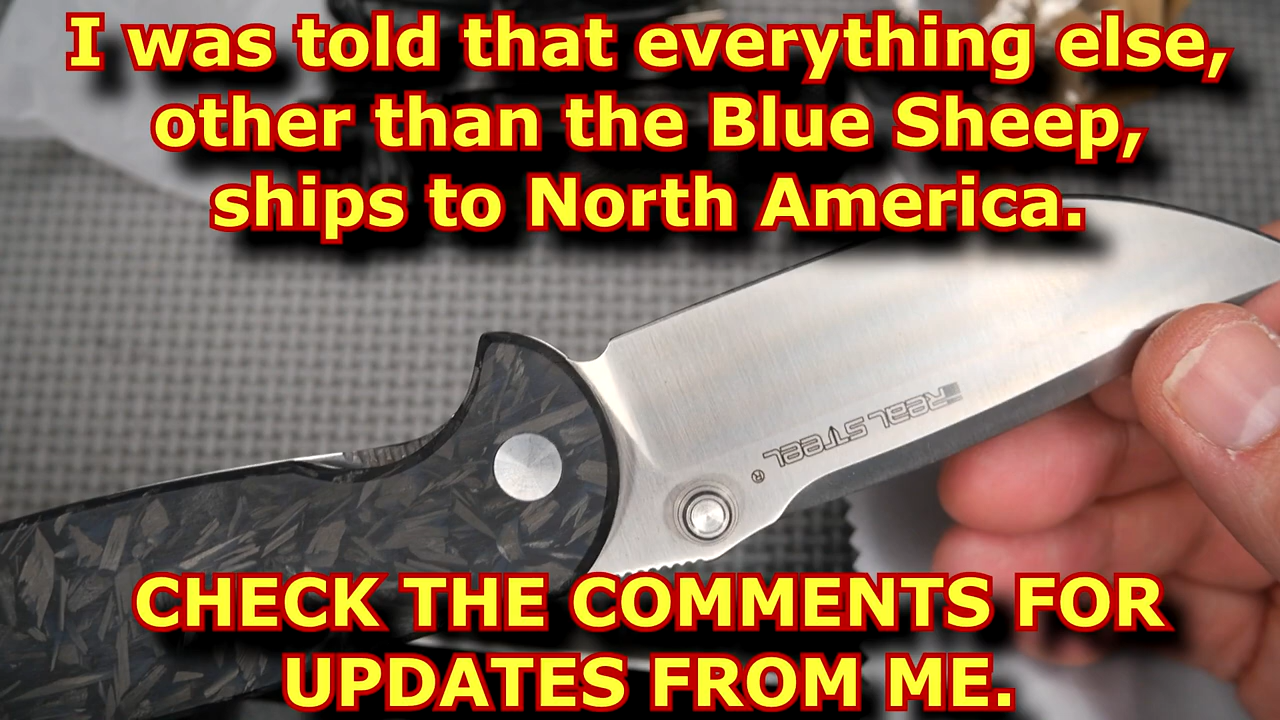 I was told that everything else,
other than the Blue Sheep,
ships to North America.
REAL STEEL
®
CHECK THE COMMENTS FOR
UPDATES FROM ME.